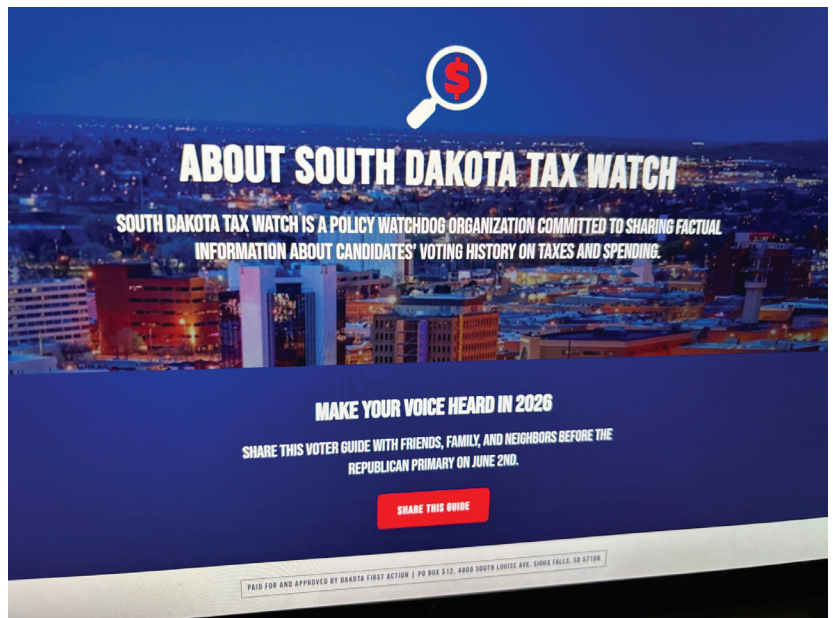 $
ABOUT SOUTH DAKOTA TAX WATCH
SOUTH DAKOTA TAX WATCH IS A POLICY WATCHDOG ORGANIZATION COMMITTED TO SHARING FACTUAL
INFORMATION ABOUT CANDIDATES' VOTING HISTORY ON TAXES AND SPENDING.
MAKE YOUR VOICE HEARD IN 2026
SHARE THIS VOTER GUIDE WITH FRIENDS, FAMILY, AND NEIGHBORS BEFORE THE
REPUBLICAN PRIMARY ON JUNE 2ND.
SHARE THIS GUIDE
PAID FOR AND APPROVED BY DAKOTA FIRST ACTION | PO BOX 512, 4800 SOUTH LOUISE AVE. SIOUX FALLS, SD 57106